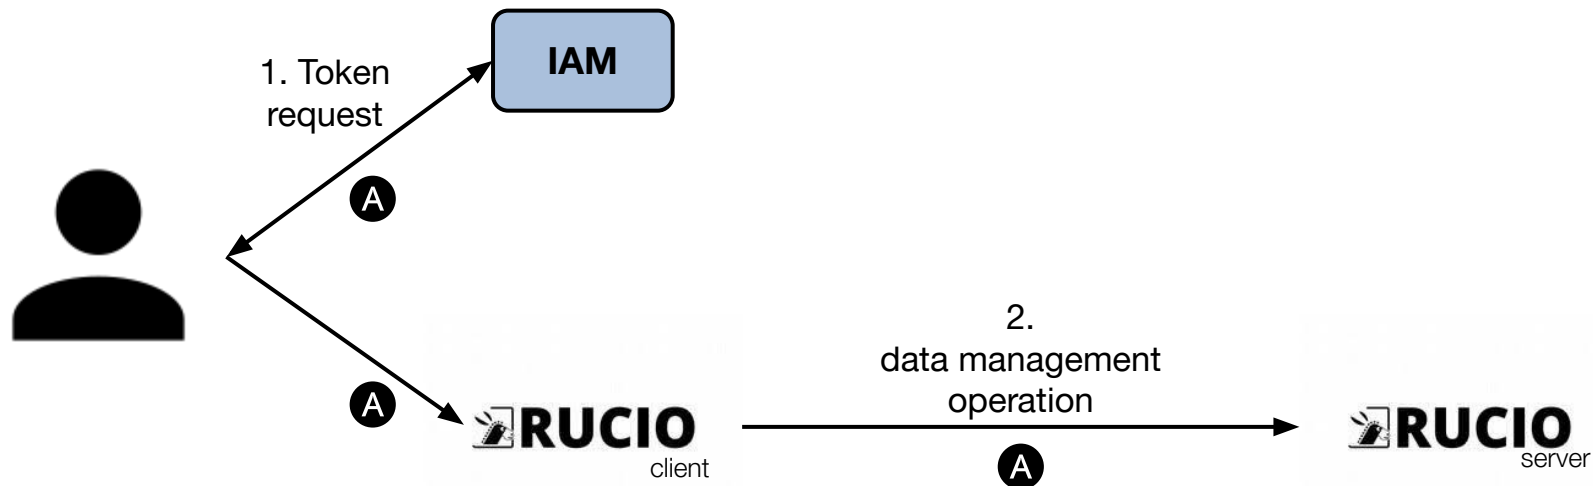 IAM
1. Token
request
A
A
RUCIO
client
2.
data management
operation
A
RUCIO
server